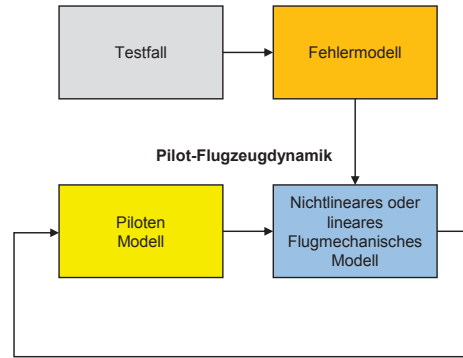 Testfall
Fehlermodell
Pilot-Flugzeugdynamik
Piloten
Modell
Nichtlineares oder
lineares
Flugmechanisches
Modell